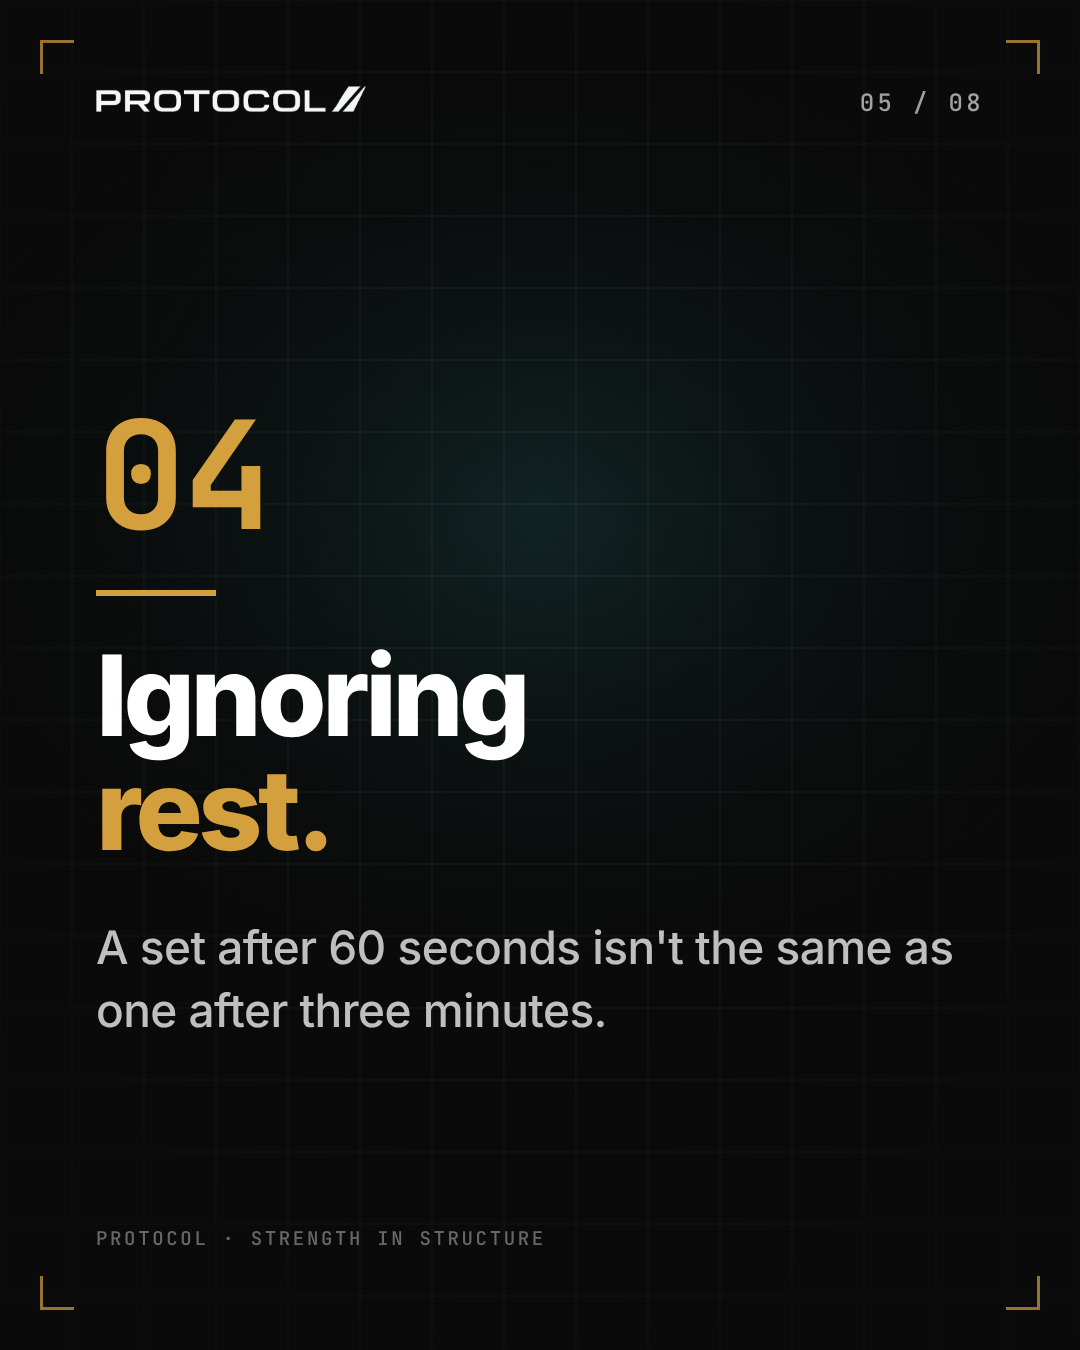 PROTOCOL
05 / 08
04
Ignoring
rest.
A set after 60 seconds isn't the same as
one after three minutes.
PROTOCOL · STRENGTH IN STRUCTURE